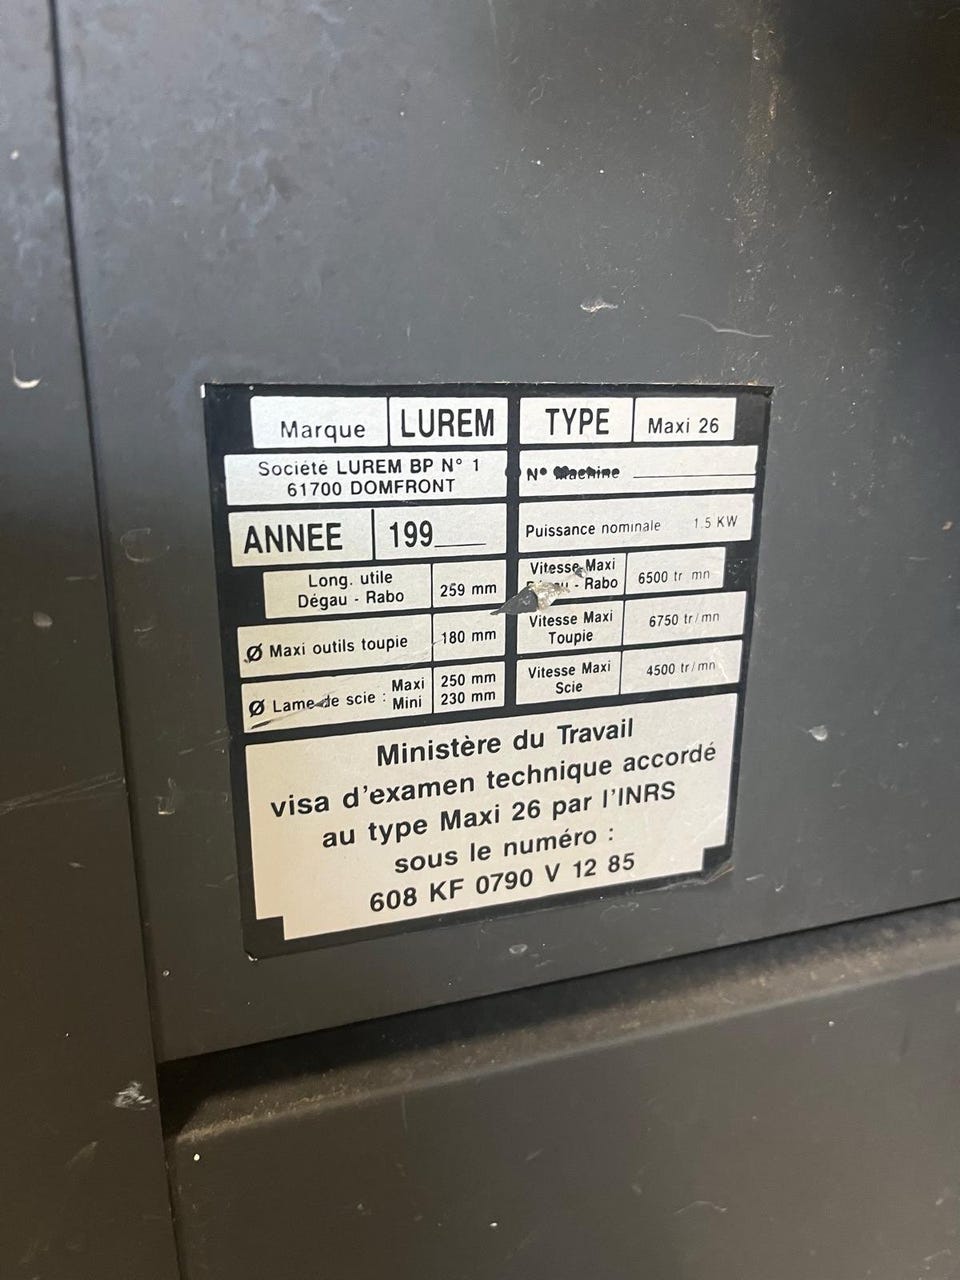 Marque LUREM
TYPE Maxi 26
Société LUREM BP N° 1
61700 DOMFRONT
N° Machine
ANNEE 199
Puissance nominale 1.5 KW
Long. utile
Dégau - Rabo 259 mm
Vitesse Maxi
- Rabo 6500 tr mn
Ø Maxi outils toupie 180 mm
Vitesse Maxi
Toupie 6750 tr/mn
Ø Lame de scie : Maxi 250 mm
Mini 230 mm
Vitesse Maxi
Scie 4500 tr/mn
Ministère du Travail
visa d'examen technique accordé
au type Maxi 26 par l'INRS
sous le numéro :
608 KF 0790 V 12 85